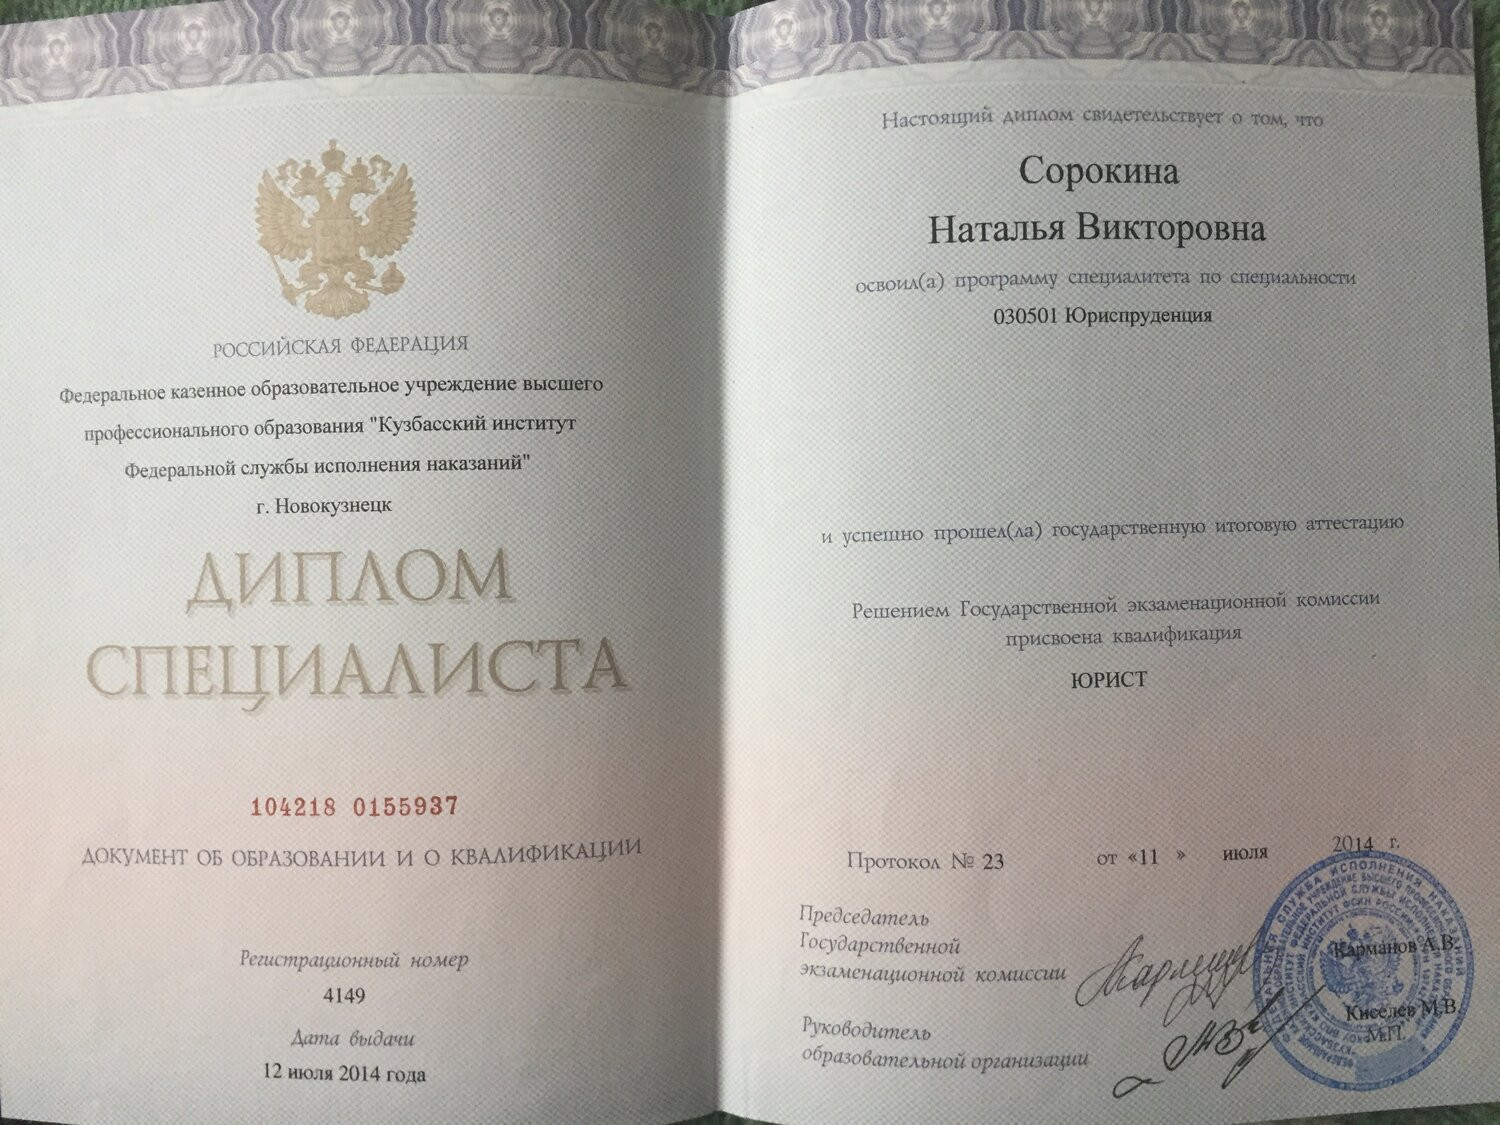 РОССИЙСКАЯ ФЕДЕРАЦИЯ
Федеральное казенное образовательное учреждение высшего
профессионального образования "Кузбасский институт
Федеральной службы исполнения наказаний"
г. Новокузнецк
ДИПЛОМ
СПЕЦИАЛИСТА
104218 0155937
ДОКУМЕНТ ОБ ОБРАЗОВАНИИ И О КВАЛИФИКАЦИИ
Регистрационный номер
4149
Дата выдачи
12 июля 2014 года
Настоящий диплом свидетельствует о том, что
Сорокина
Наталья Викторовна
освоил(а) программу специалитета по специальности
030501 Юриспруденция
и успешно прошел(ла) государственную итоговую аттестацию
Решением Государственной экзаменационной комиссии
присвоена квалификация
ЮРИСТ
Протокол № 23 от «11 » июля 2014 г.
Председатель
Государственной
экзаменационной комиссии
Карманов А.В.
Руководитель
образовательной организации
Киселев М.В.
М.П.